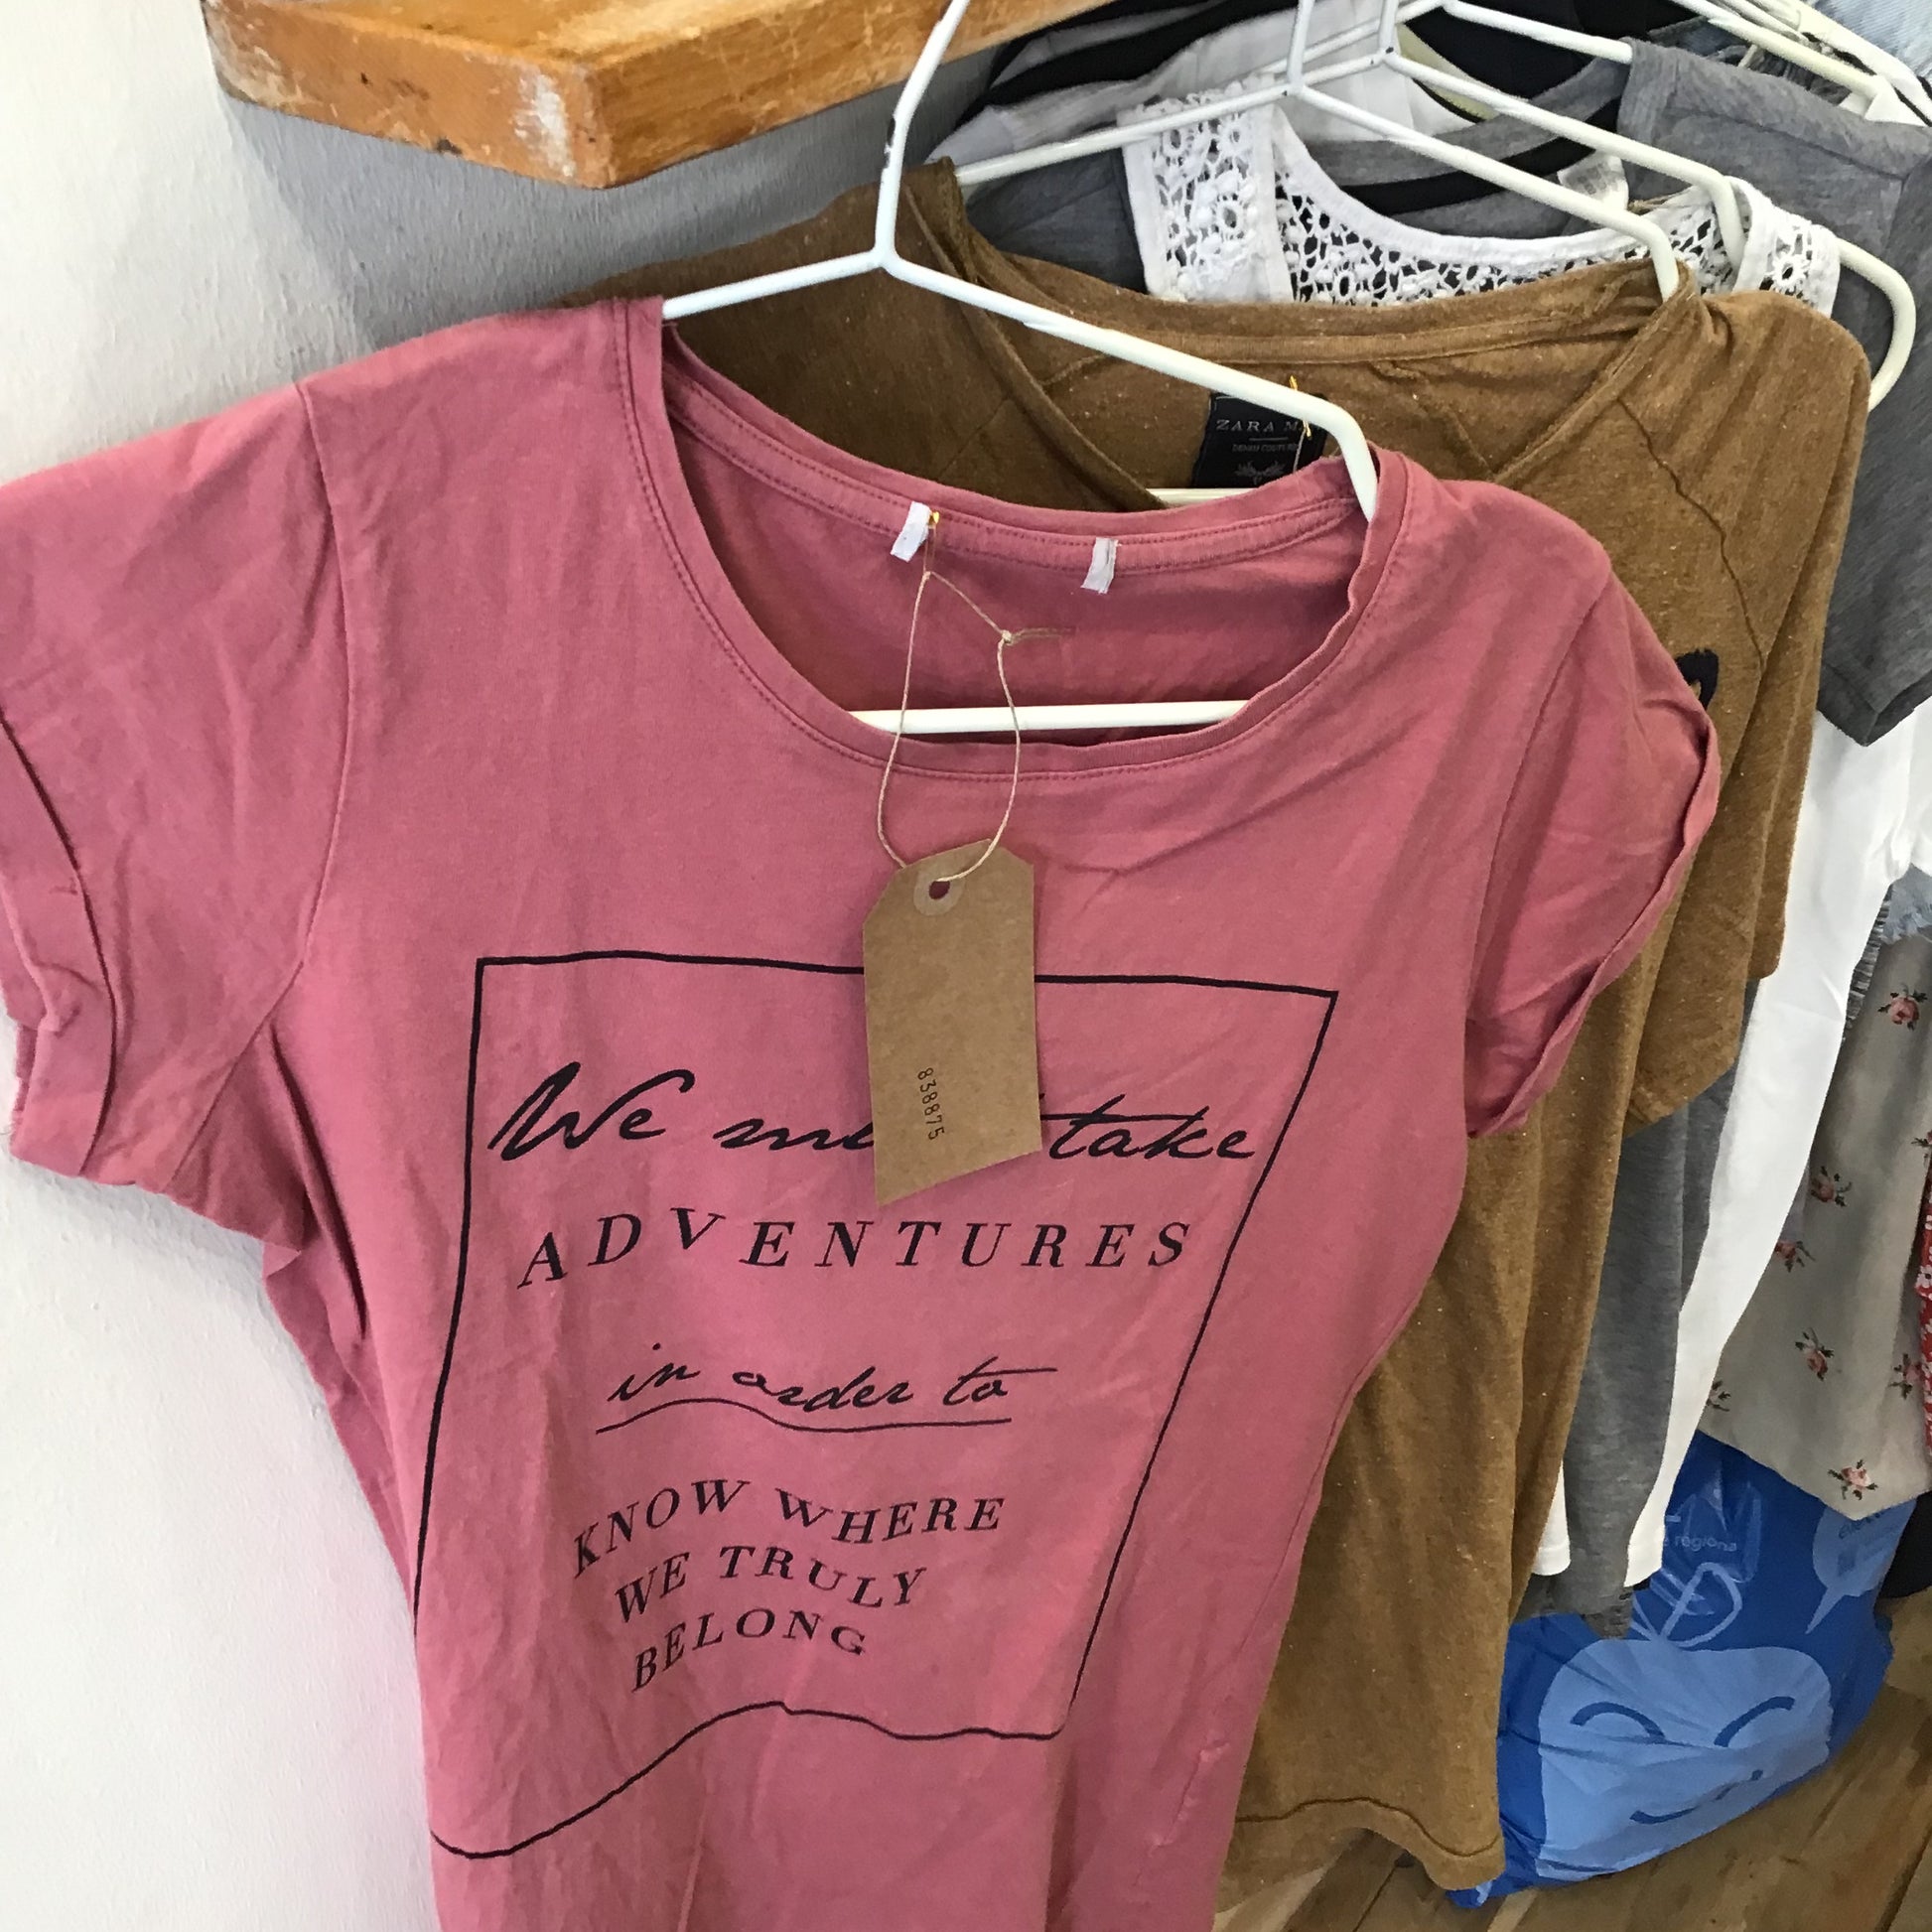 ZARA
838875
We take
ADVENTURES
in order to
KNOW WHERE
WE TRULY
BELONG